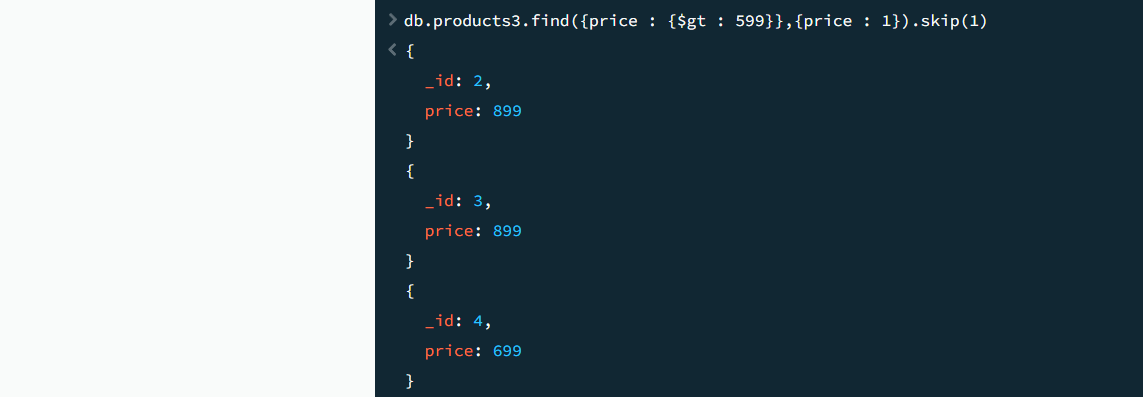 > db.products3.find({price : {$gt : 599}},{price : 1}).skip(1)
< {
_id: 2,
price: 899
}
{
_id: 3,
price: 899
}
{
_id: 4,
price: 699
}